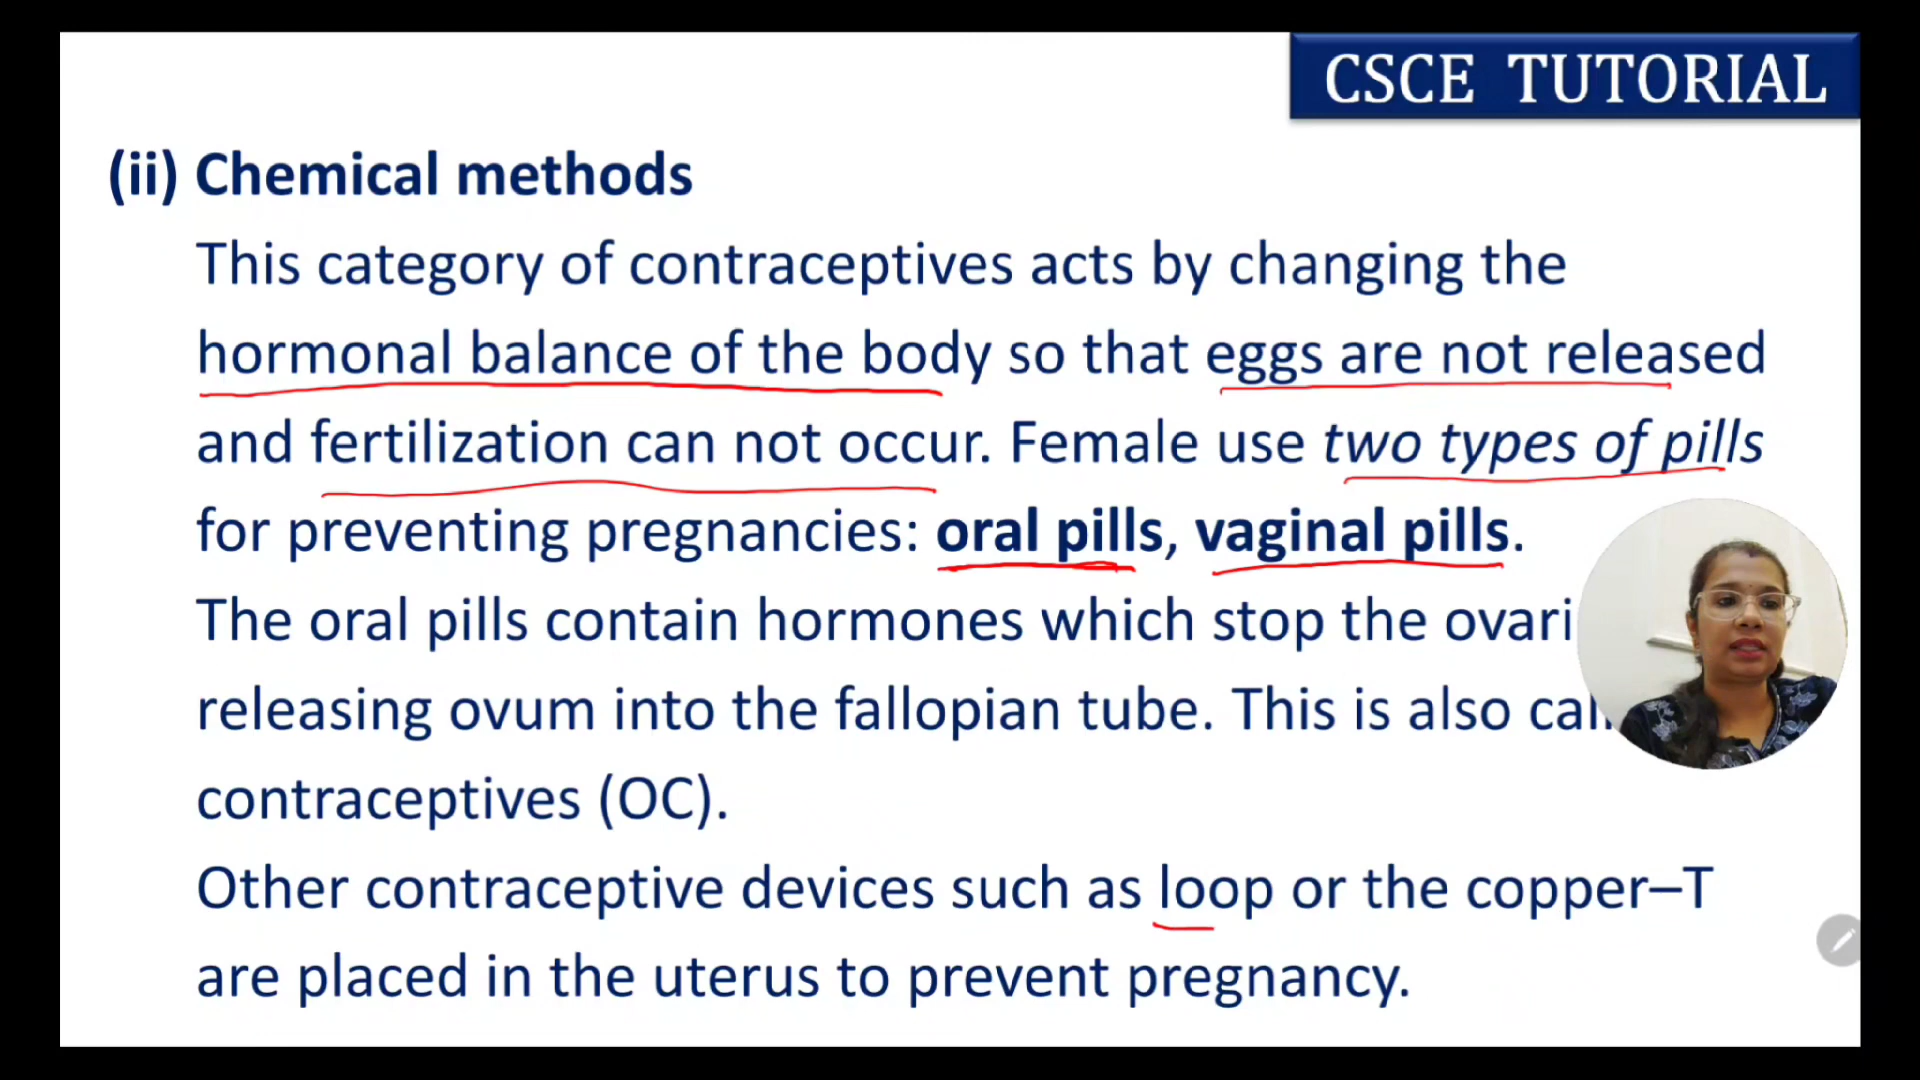 CSCE TUTORIAL
(ii) Chemical methods
This category of contraceptives acts by changing the
hormonal balance of the body so that eggs are not released
and fertilization can not occur. Female use two types of pills
for preventing pregnancies: oral pills, vaginal pills.
The oral pills contain hormones which stop the
releasing ovum into the fallopian tube. This is also
contraceptives (OC).
Other contraceptive devices such as loop or the copper–T
are placed in the uterus to prevent pregnancy.